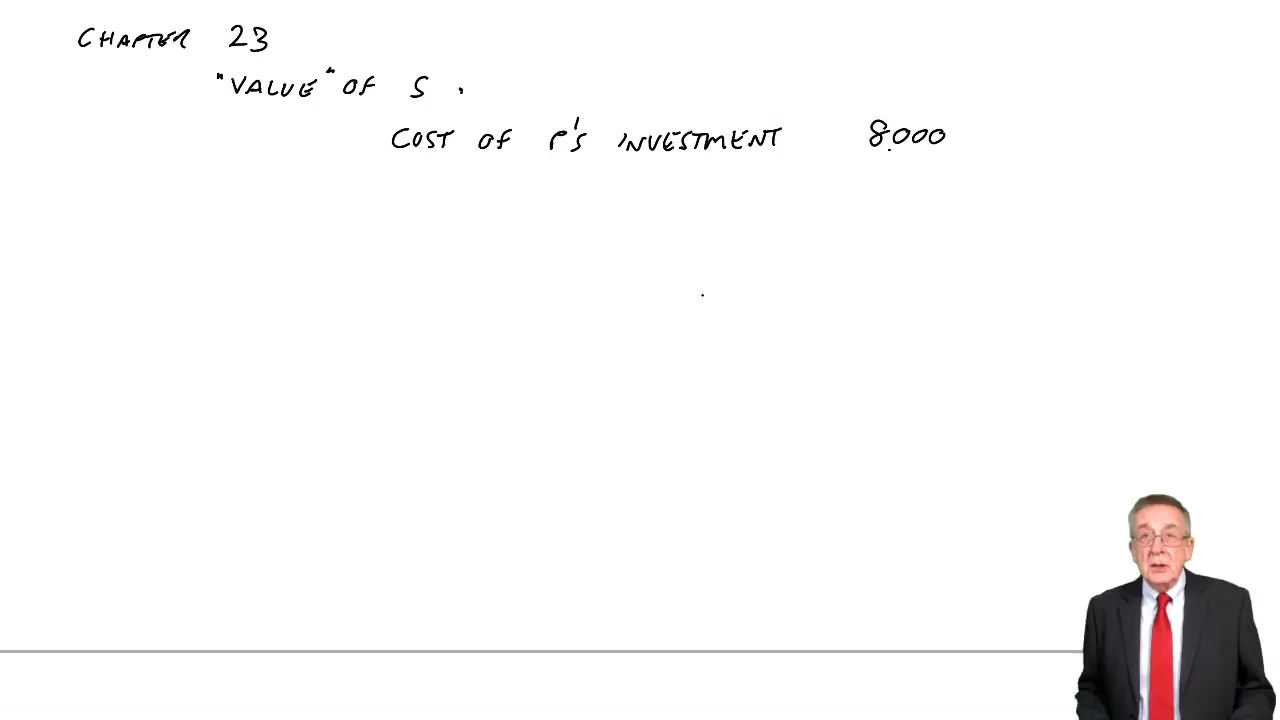 CHAPTER 23
"VALUE" OF S.
COST OF P'S INVESTMENT 8,000